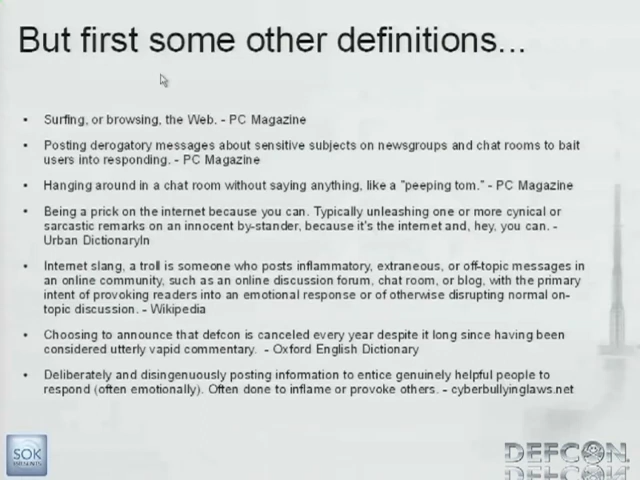 But first some other definitions...
• Surfing, or browsing, the Web. - PC Magazine
• Posting derogatory messages about sensitive subjects on newsgroups and chat rooms to bait
users into responding. - PC Magazine
• Hanging around in a chat room without saying anything, like a "peeping tom." - PC Magazine
• Being a prick on the internet because you can. Typically unleashing one or more cynical or
sarcastic remarks on an innocent by-stander, because it's the internet and, hey, you can. -
Urban DictionaryIn
• Internet slang, a troll is someone who posts inflammatory, extraneous, or off-topic messages in
an online community, such as an online discussion forum, chat room, or blog, with the primary
intent of provoking readers into an emotional response or of otherwise disrupting normal on-
topic discussion. - Wikipedia
• Choosing to announce that defcon is canceled every year despite it long since having been
considered utterly vapid commentary. - Oxford English Dictionary
• Deliberately and disingenuously posting information to entice genuinely helpful people to
respond (often emotionally). Often done to inflame or provoke others. - cyberbullyinglaws.net
SOK
DEFCON